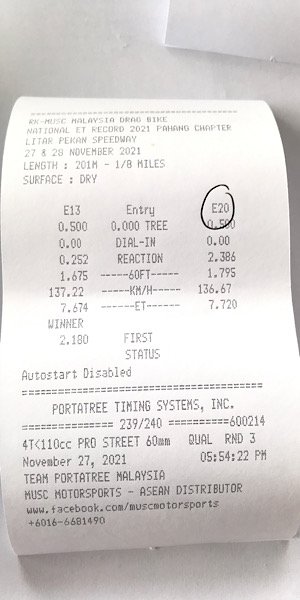 RK-MUSC MALAYSIA DRAG BIKE
NATIONAL ET RECORD 2021 PAHANG CHAPTER
LITAR PEKAN SPEEDWAY
27 & 28 NOVEMBER 2021
LENGTH : 201M - 1/8 MILES
SURFACE : DRY
E13 Entry E20
0.500 0.000 TREE 0.500
0.00 DIAL-IN 0.00
0.252 REACTION 2.386
1.675 -----60FT----- 1.795
137.22 -----KM/H----- 136.67
7.674 ------ET------ 7.720
WINNER
2.180 FIRST
STATUS
Autostart Disabled
========================================
PORTATREE TIMING SYSTEMS, INC.
=============== 239/240 ==========600214
4T<110cc PRO STREET 60mm QUAL RND 3
November 27, 2021 05:54:22 PM
TEAM PORTATREE MALAYSIA
MUSC MOTORSPORTS - ASEAN DISTRIBUTOR
www.facebook.com/muscmotorsports
+6016-6681490